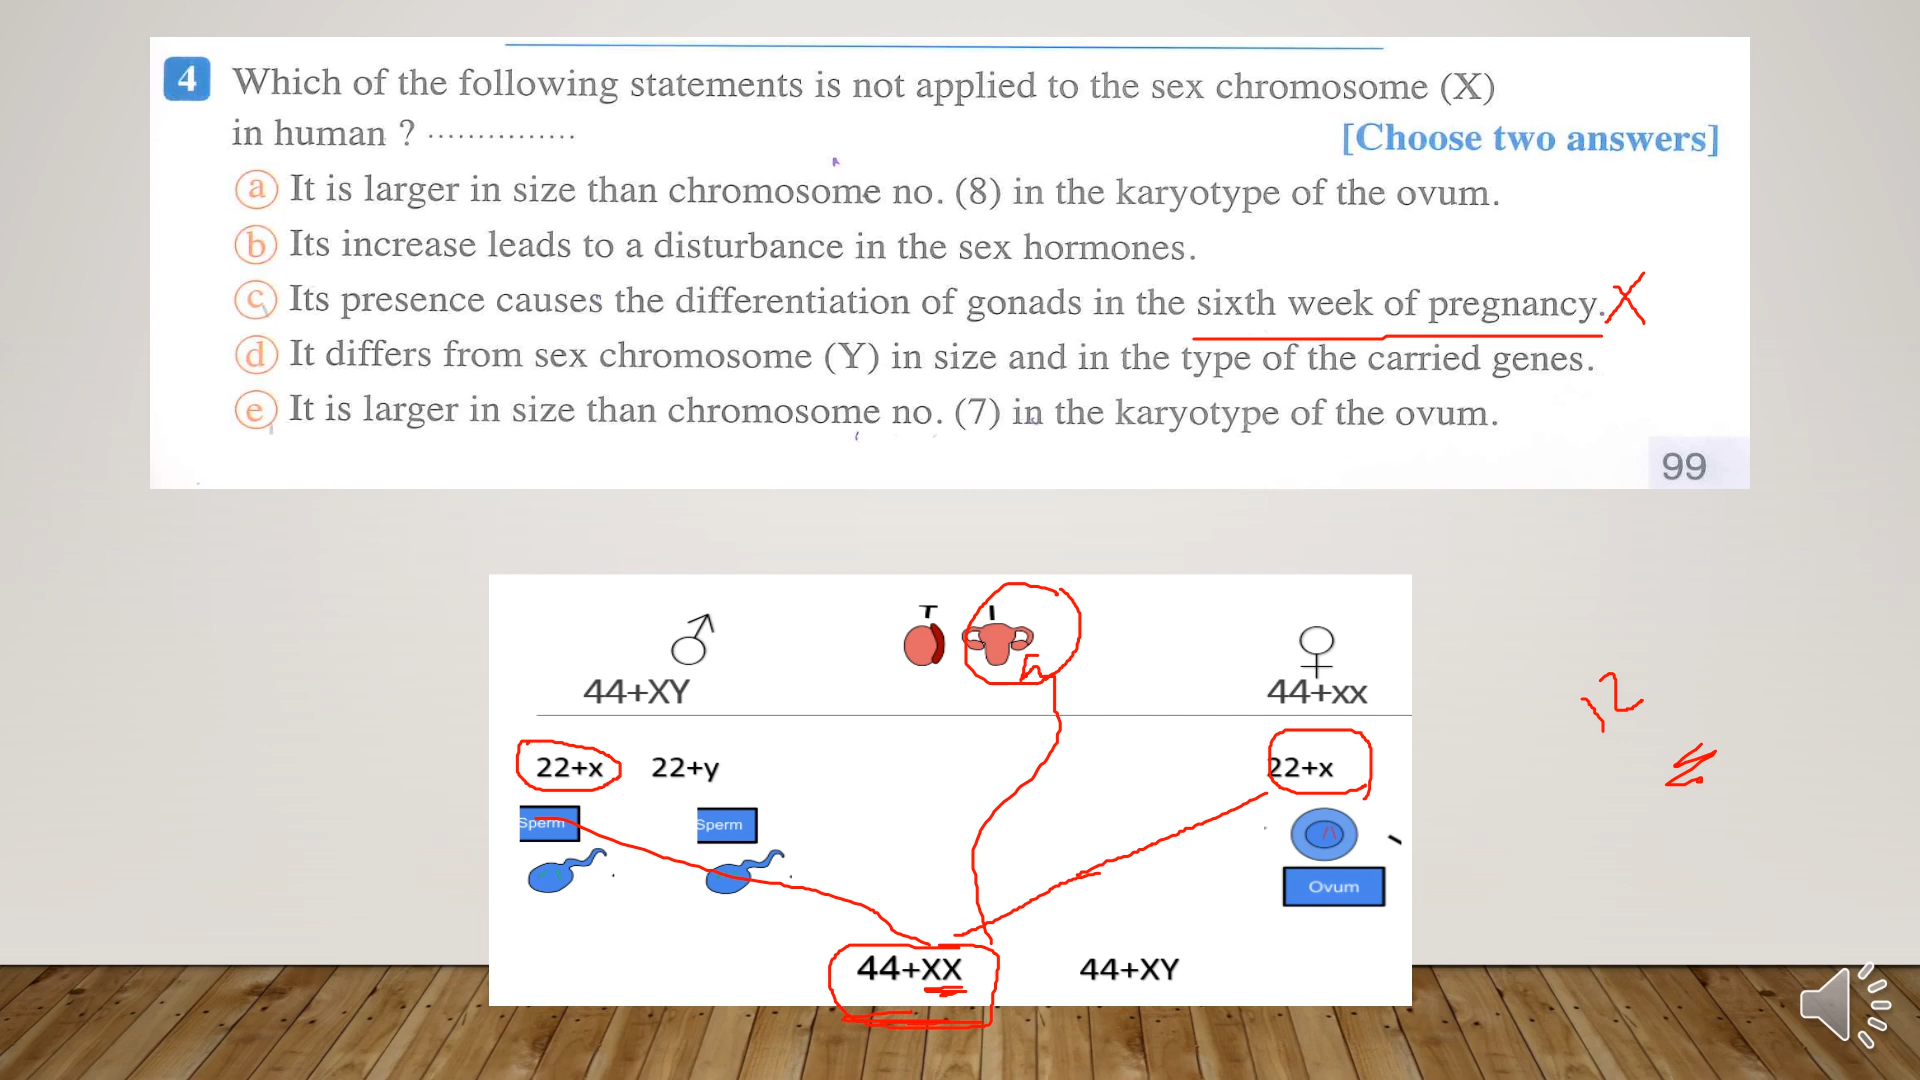 4 Which of the following statements is not applied to the sex chromosome (X)
in human ? ............... [Choose two answers]
a It is larger in size than chromosome no. (8) in the karyotype of the ovum.
b Its increase leads to a disturbance in the sex hormones.
c Its presence causes the differentiation of gonads in the sixth week of pregnancy. X
d It differs from sex chromosome (Y) in size and in the type of the carried genes.
e It is larger in size than chromosome no. (7) in the karyotype of the ovum.
99
44+XY 44+xx
22+x 22+y 22+x
12
Sperm Sperm
Ovum
44+XX 44+XY